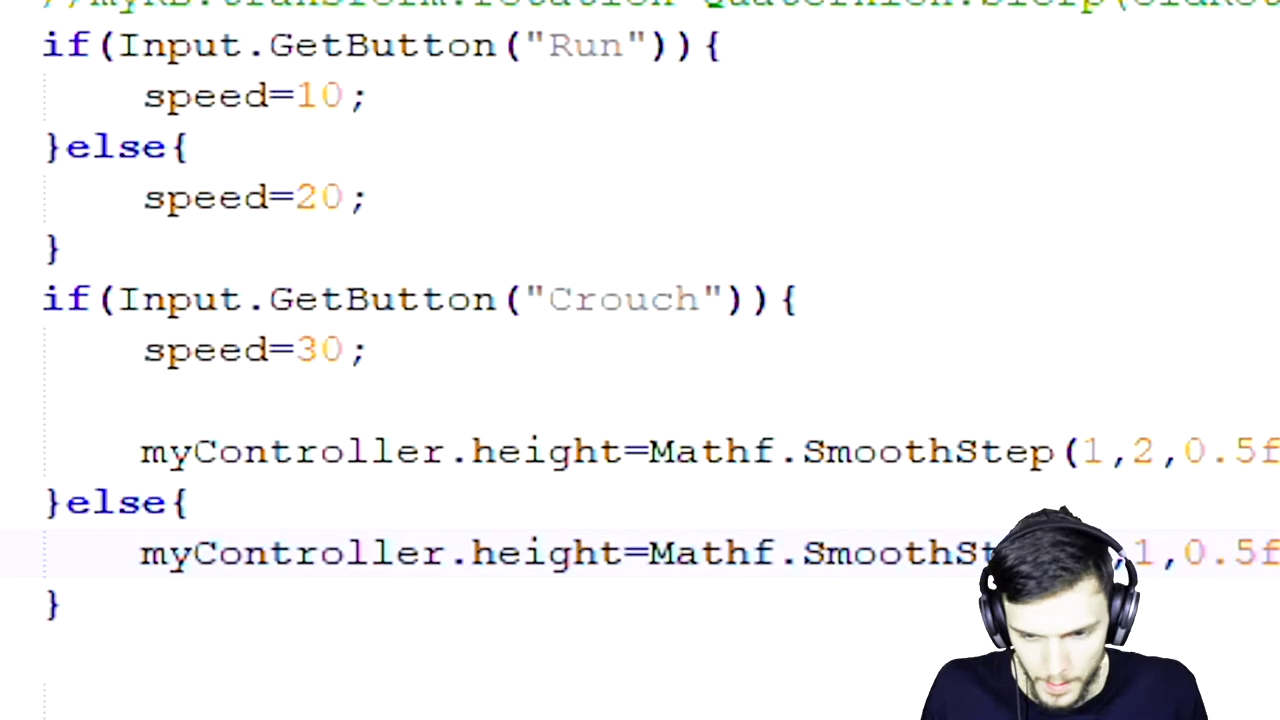 if(Input.GetButton("Run")){
speed=10;
}else{
speed=20;
}
if(Input.GetButton("Crouch")){
speed=30;
myController.height=Mathf.SmoothStep(1,2,0.5f
}else{
myController.height=Mathf.SmoothSt ,1,0.5f
}